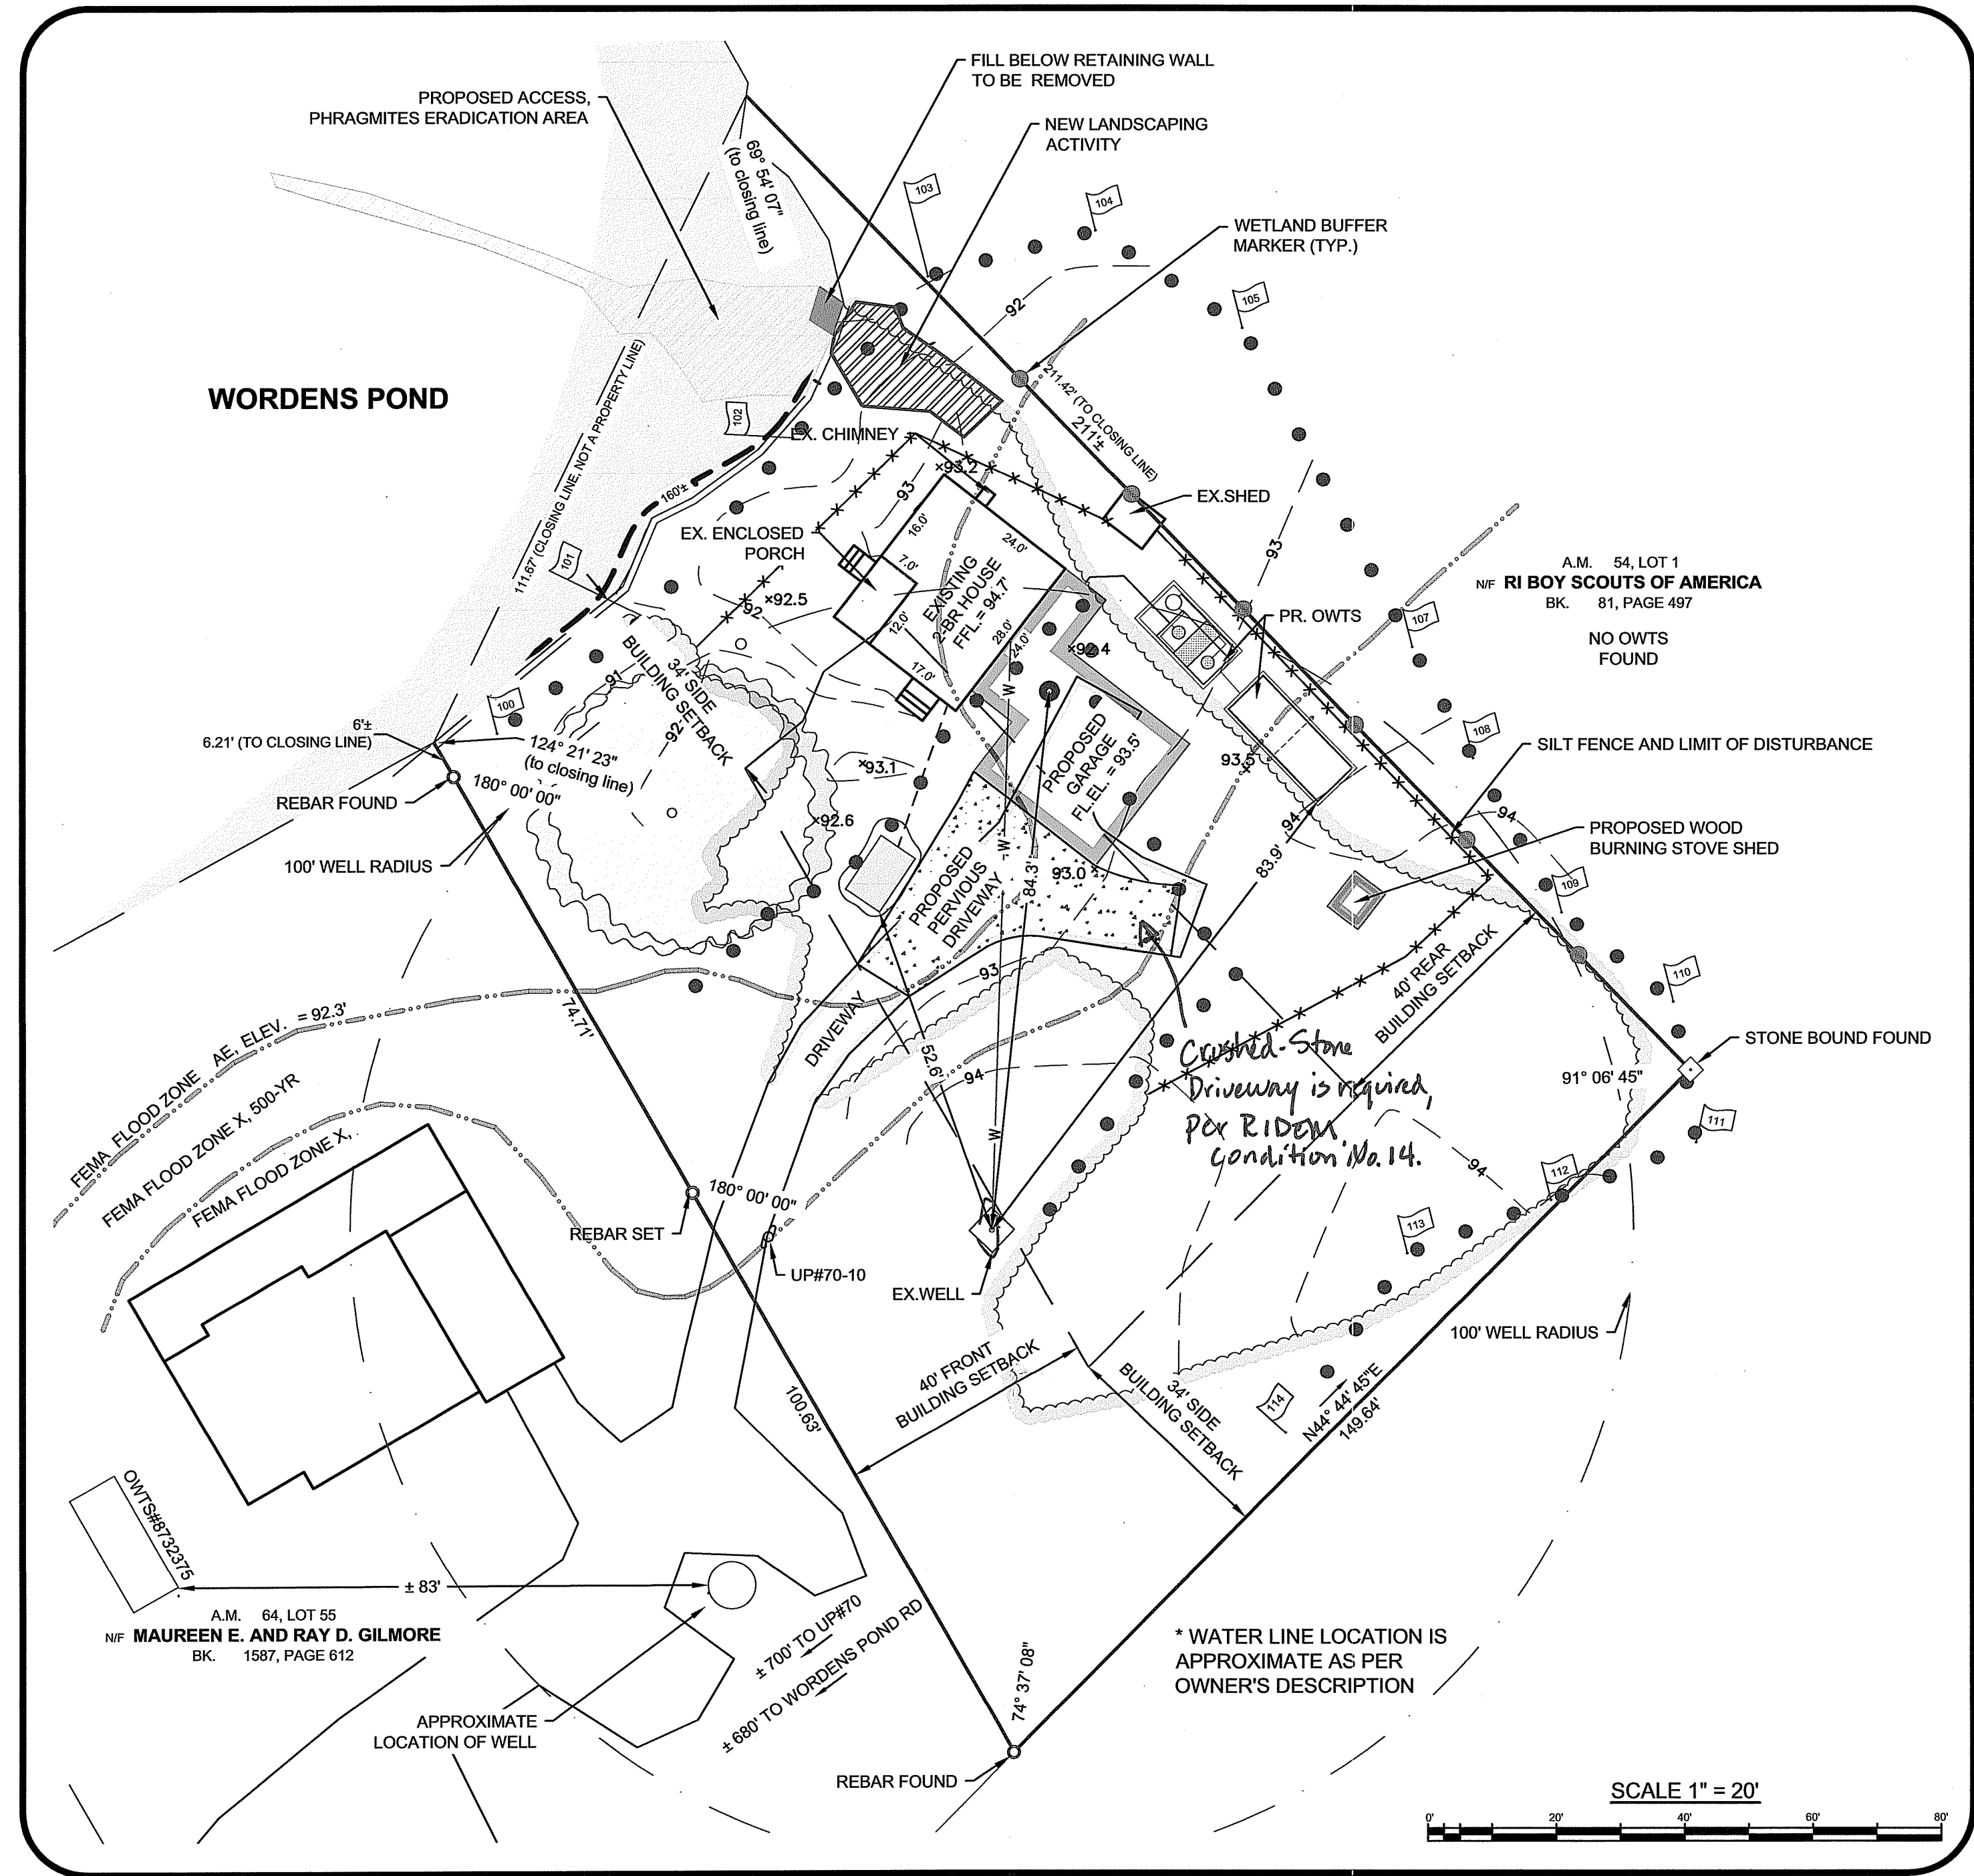 FILL BELOW RETAINING WALL
TO BE REMOVED
PROPOSED ACCESS,
PHRAGMITES ERADICATION AREA
NEW LANDSCAPING
ACTIVITY
69° 54' 07"
(to closing line)
103
104
WETLAND BUFFER
MARKER (TYP.)
105
92
WORDENS POND
111.67' (CLOSING LINE, NOT A PROPERTY LINE)
102
EX. CHIMNEY
×93.2
93
211.42' (TO CLOSING LINE)
211'±
160'±
EX.SHED
EX. ENCLOSED
PORCH
16.0'
24.0'
7.0'
101
93
A.M. 54, LOT 1
N/F RI BOY SCOUTS OF AMERICA
BK. 81, PAGE 497
NO OWTS
FOUND
×92.5
92
EXISTING
2-BR HOUSE
FFL. = 94.7'
12.0'
28.0'
24.0'
17.0'
PR. OWTS
107
×92.4
34' SIDE
BUILDING SETBACK
91
92
W
100
6'±
6.21' (TO CLOSING LINE)
124° 21' 23"
(to closing line)
180° 00' 00"
REBAR FOUND
PROPOSED
GARAGE
FL.EL. = 93.5'
108
SILT FENCE AND LIMIT OF DISTURBANCE
93.5
×93.1
×92.6
94
94
PROPOSED WOOD
BURNING STOVE SHED
100' WELL RADIUS
W
84.3'
83.9'
93.0
109
PROPOSED
PERVIOUS
DRIVEWAY
93
40' REAR
BUILDING SETBACK
110
74.71'
FEMA FLOOD ZONE AE, ELEV. = 92.3'
DRIVEWAY
52.6'
94
STONE BOUND FOUND
91° 06' 45"
Crushed-Stone
Driveway is required,
per RIDEM
Condition No. 14.
FEMA FLOOD ZONE X, 500-YR
FEMA FLOOD ZONE X,
111
W
94
112
180° 00' 00"
REBAR SET
113
UP#70-10
EX.WELL
100' WELL RADIUS
40' FRONT
BUILDING SETBACK
34' SIDE
BUILDING SETBACK
114
N44° 44' 45"E
149.64'
100.63'
OWTS#8732375
± 83'
A.M. 64, LOT 55
N/F MAUREEN E. AND RAY D. GILMORE
BK. 1587, PAGE 612
± 700' TO UP#70
± 680' TO WORDENS POND RD
* WATER LINE LOCATION IS
APPROXIMATE AS PER
OWNER'S DESCRIPTION
APPROXIMATE
LOCATION OF WELL
74° 37' 08"
REBAR FOUND
SCALE 1" = 20'
0' 20' 40' 60' 80'